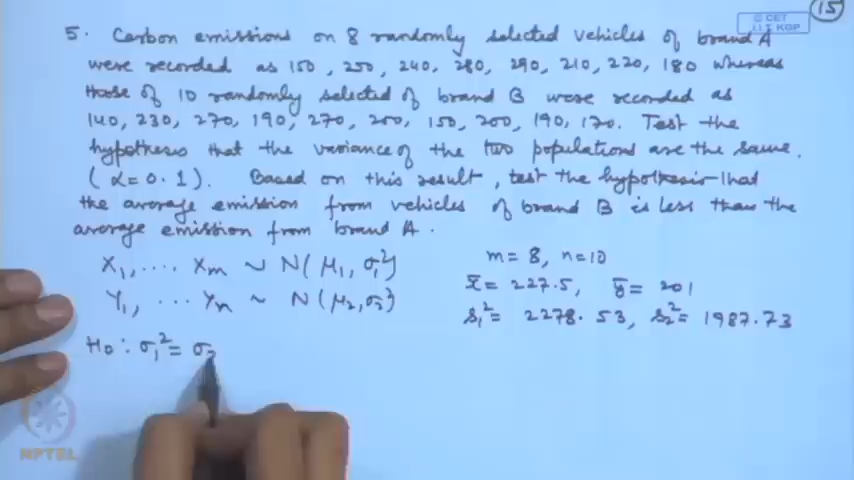 15
© CET
I.I.T. KGP
5. Carbon emissions on 8 randomly selected vehicles of brand A
were recorded as 150, 250, 240, 280, 290, 210, 220, 180 whereas
those of 10 randomly selected of brand B were recorded as
140, 230, 270, 190, 270, 200, 150, 200, 190, 170. Test the
hypothesis that the variance of the two populations are the same.
(α=0.1). Based on this result, test the hypothesis that
the average emission from vehicles of brand B is less than the
average emission from brand A.
X₁, ... Xₘ ~ N(μ₁, σ₁²)
m = 8, n=10
Y₁, ... Yₙ ~ N(μ₂, σ₂²)
x̄ = 227.5, ȳ = 201
s₁² = 2278.53, s₂² = 1987.73
H₀: σ₁² = σ₂
NPTEL